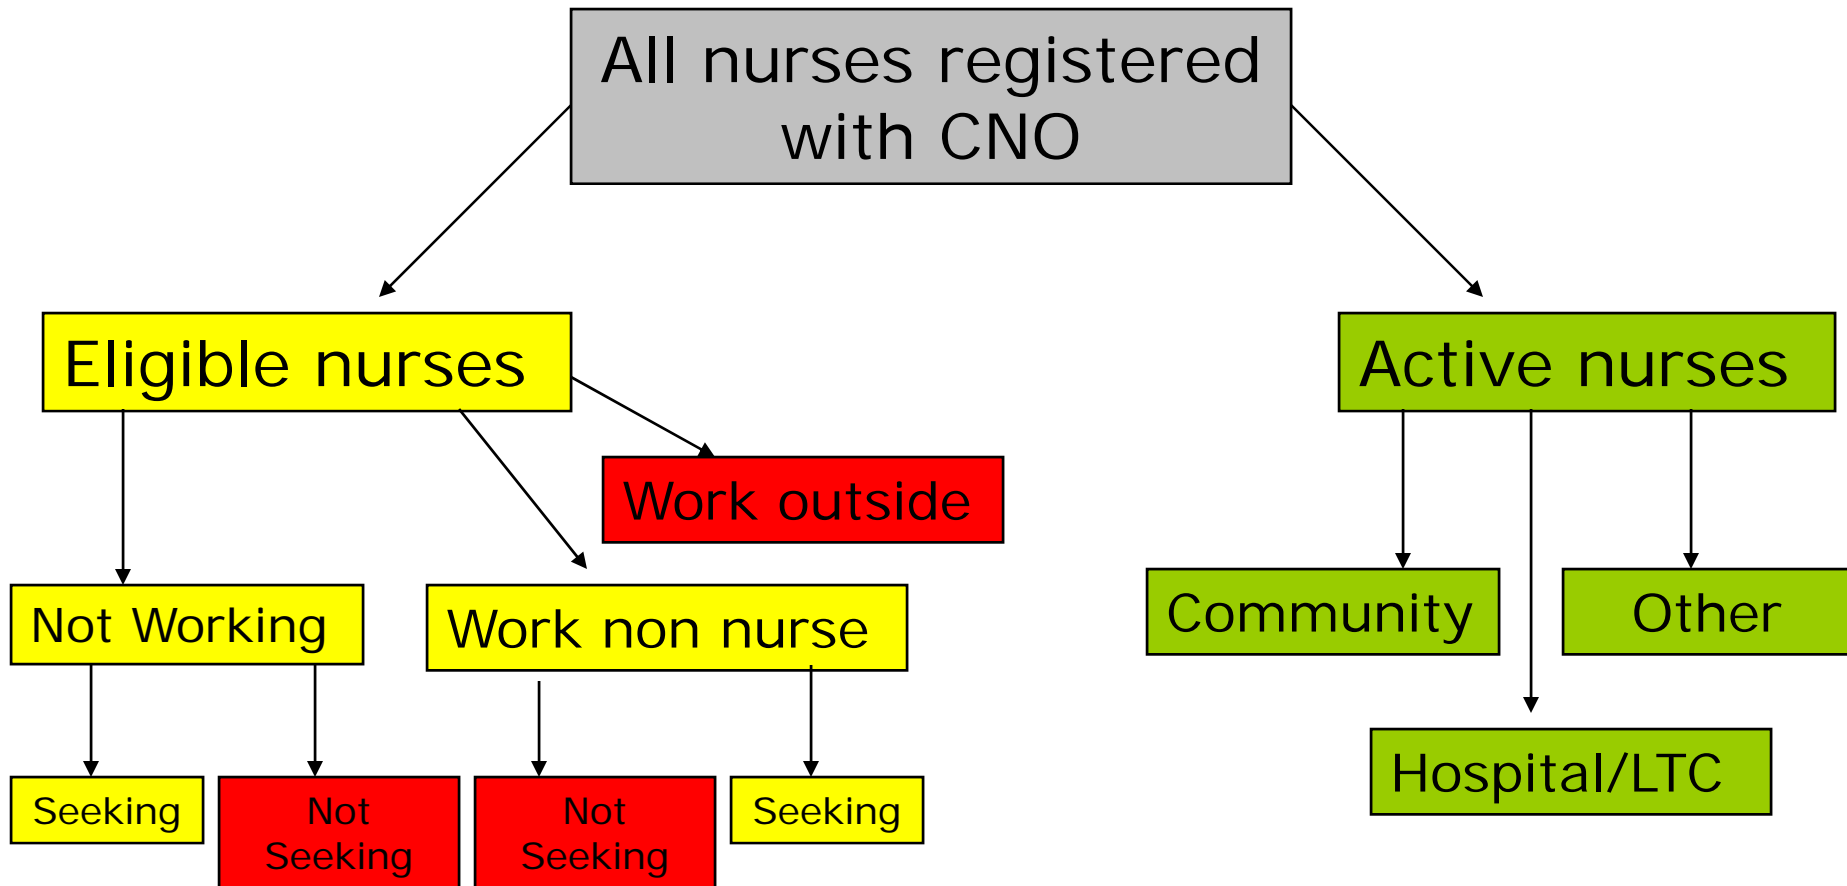 All nurses registered
with CNO
Eligible nurses
Active nurses
Work outside
Not Working
Work non nurse
Community
Other
Hospital/LTC
Seeking
Not
Seeking
Not
Seeking
Seeking